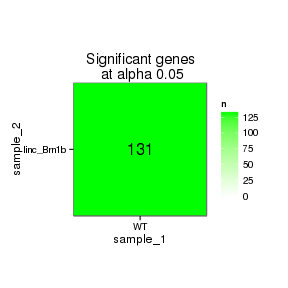 Significant genes
at alpha 0.05
sample_2
linc_Brn1b
131
WT
sample_1
n
125
100
75
50
25
0